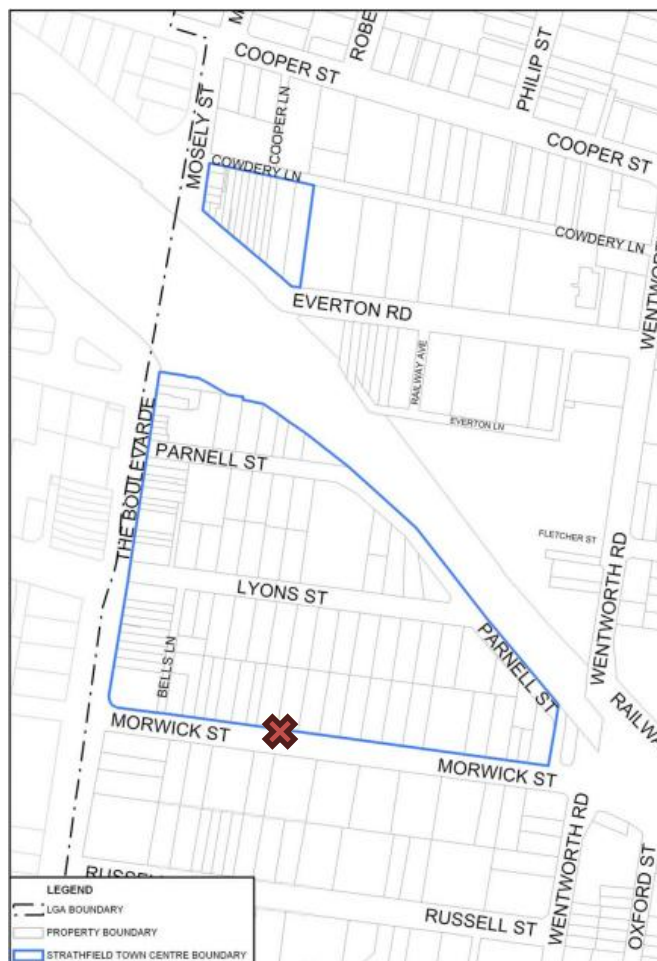 COOPER ST
PHILIP ST
COOPER LN
MOSELY ST
COOPER ST
COWDERY LN
COWDERY LN
EVERTON RD
RAILWAY AVE
EVERTON LN
THE BOULEVARDE
PARNELL ST
FLETCHER ST
LYONS ST
WENTWORTH RD
PARNELL ST
BELLS LN
MORWICK ST
MORWICK ST
WENTWORTH RD
OXFORD ST
RUSSELL ST
LEGEND
LGA BOUNDARY
PROPERTY BOUNDARY
STRATHFIELD TOWN CENTRE BOUNDARY